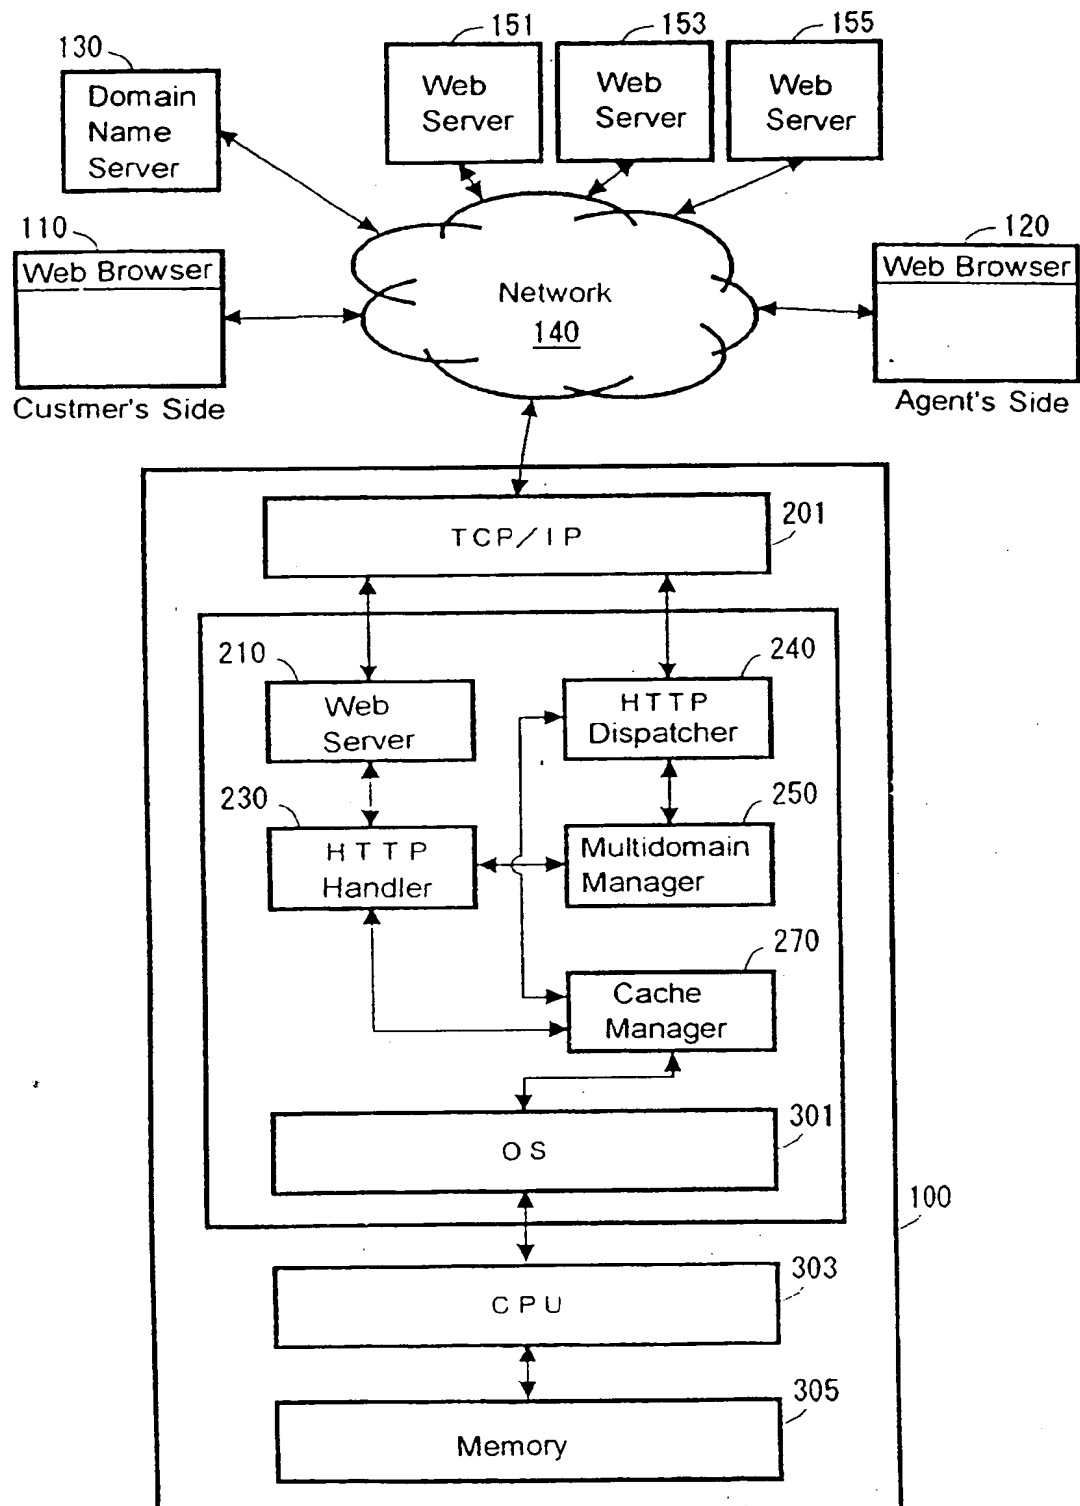 151
153
155
130
Web
Server
Web
Server
Web
Server
Domain
Name
Server
110
120
Web Browser
Web Browser
Network
140
Custmer's Side
Agent's Side
TCP/IP
201
210
240
Web
Server
HTTP
Dispatcher
230
250
HTTP
Handler
Multidomain
Manager
270
Cache
Manager
OS
301
100
CPU
303
Memory
305